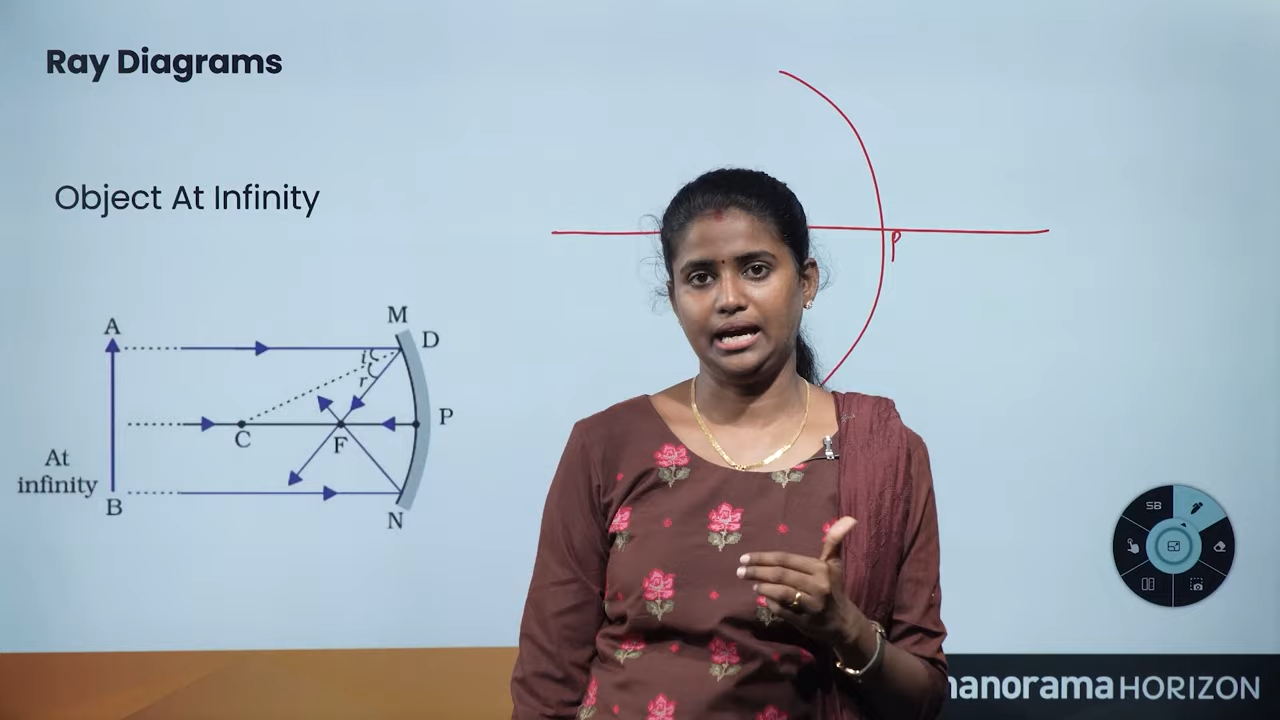 Ray Diagrams
Object At Infinity
P
A
M
D
i
r
C
F
P
At
infinity
B
N
SB
manorama HORIZON